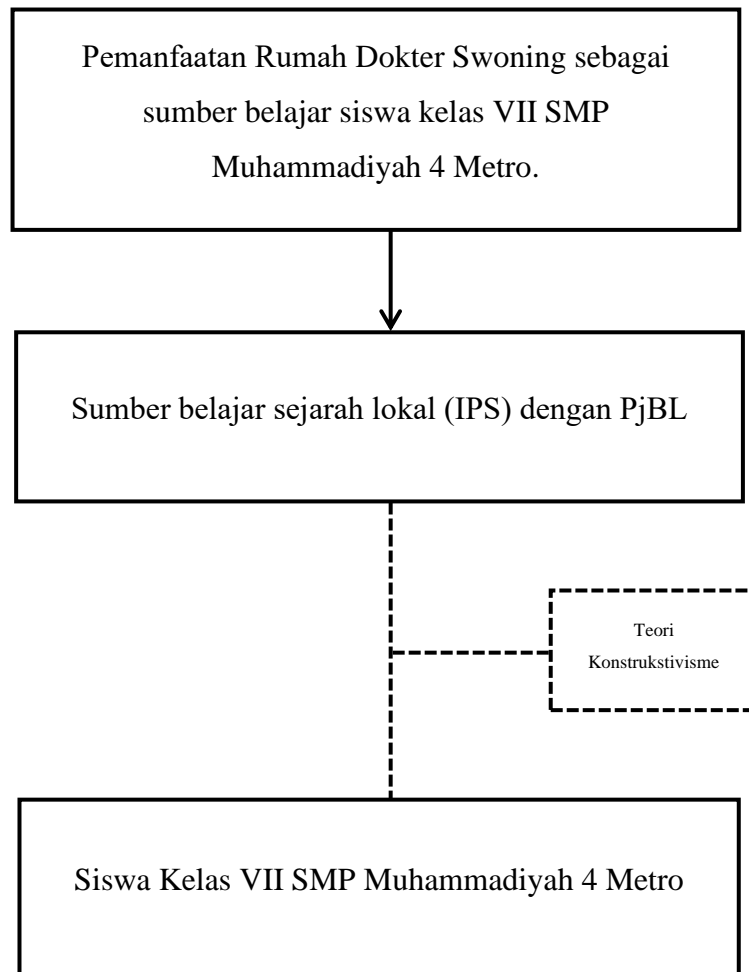 Pemanfaatan Rumah Dokter Swoning sebagai
sumber belajar siswa kelas VII SMP
Muhammadiyah 4 Metro.
Sumber belajar sejarah lokal (IPS) dengan PjBL
Teori
Konstrukstivisme
Siswa Kelas VII SMP Muhammadiyah 4 Metro